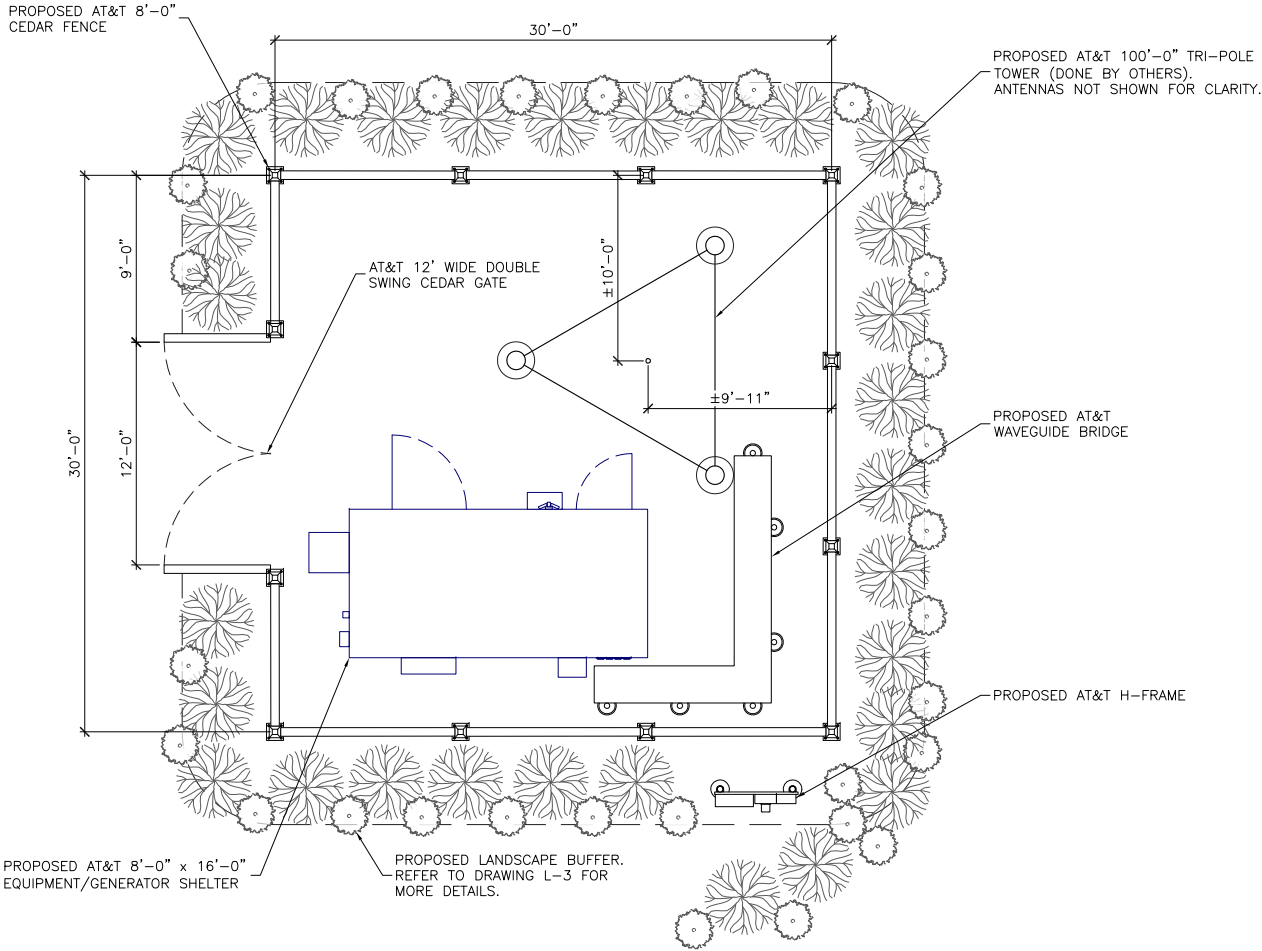 PROPOSED AT&T 8'-0"
CEDAR FENCE
30'-0"
PROPOSED AT&T 100'-0" TRI-POLE
TOWER (DONE BY OTHERS).
ANTENNAS NOT SHOWN FOR CLARITY.
9'-0"
±10'-0"
AT&T 12' WIDE DOUBLE
SWING CEDAR GATE
±9'-11"
30'-0"
12'-0"
PROPOSED AT&T
WAVEGUIDE BRIDGE
PROPOSED AT&T H-FRAME
PROPOSED AT&T 8'-0" x 16'-0"
EQUIPMENT/GENERATOR SHELTER
PROPOSED LANDSCAPE BUFFER.
REFER TO DRAWING L-3 FOR
MORE DETAILS.